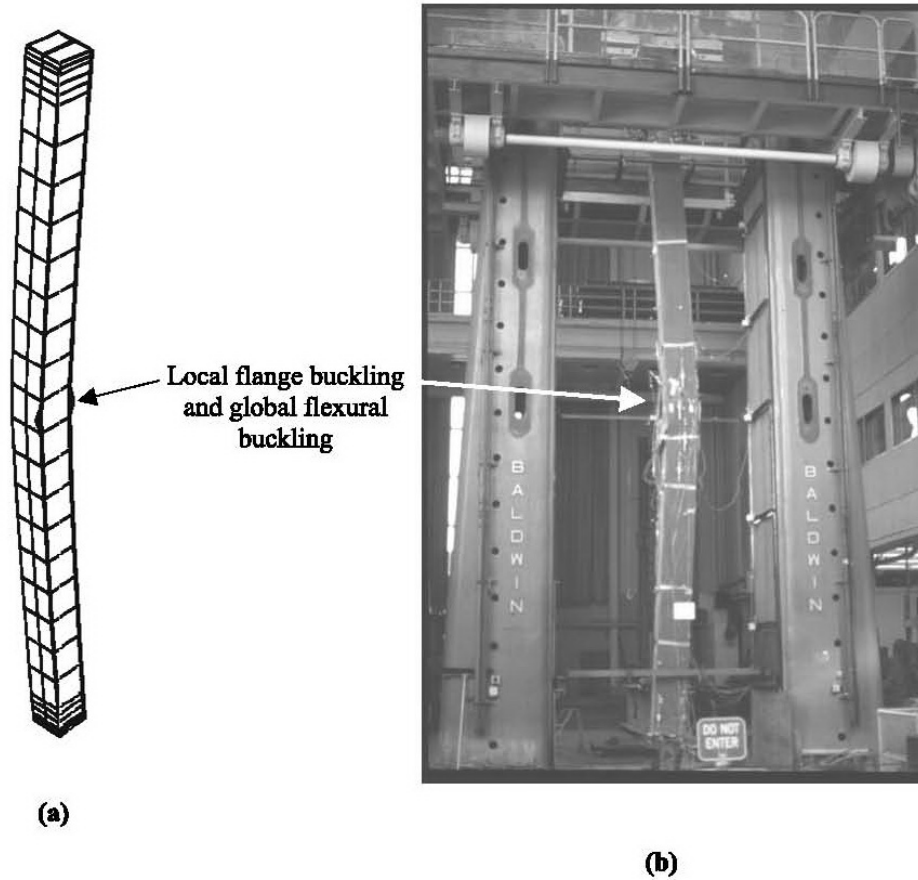 Local flange buckling
and global flexural
buckling
BALDWIN
BALDWIN
DO NOT
ENTER
(a)
(b)